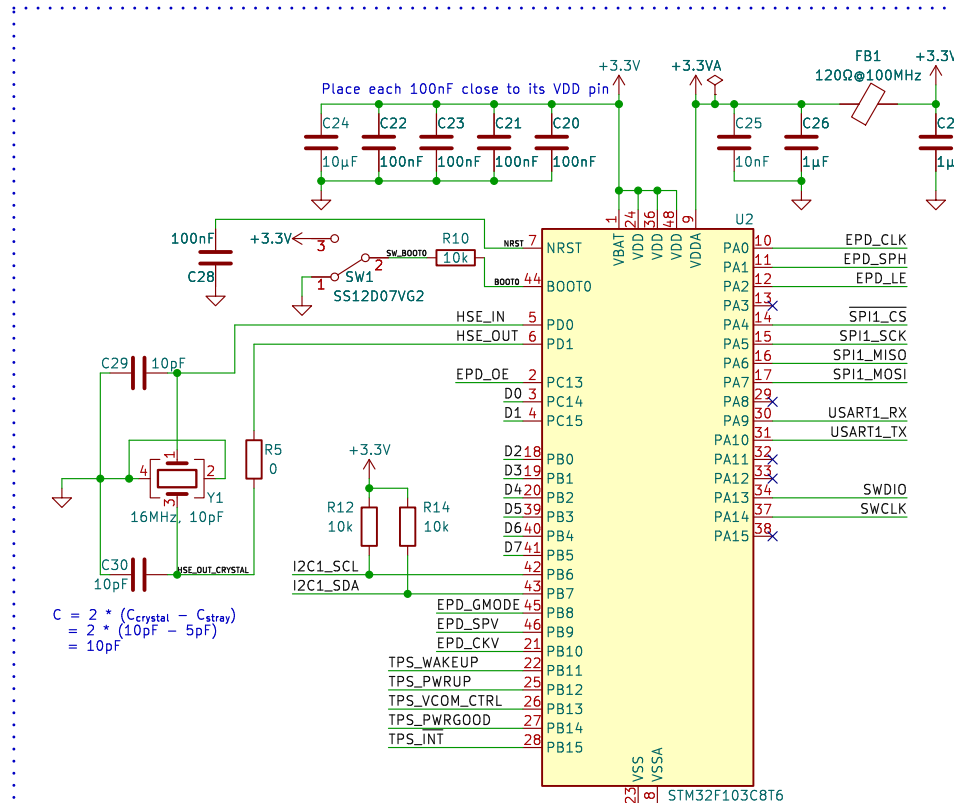 +3.3V
+3.3VA
FB1
120Ω@100MHz
+3.3V
Place each 100nF close to its VDD pin
C24
10µF
C22
100nF
C23
100nF
C21
100nF
C20
100nF
C25
10nF
C26
1µF
100nF
C28
+3.3V
3
2
1
SW1
SS12D07VG2
SW_BOOT0
R10
10k
U2
1
24
36
48
9
VBAT
VDD
VDD
VDD
VDDA
NRST 7 NRST
BOOT0 44 BOOT0
HSE_IN 5 PD0
HSE_OUT 6 PD1
EPD_OE 2 PC13
D0 3 PC14
D1 4 PC15
D2 18 PB0
D3 19 PB1
D4 20 PB2
D5 39 PB3
D6 40 PB4
D7 41 PB5
I2C1_SCL 42 PB6
I2C1_SDA 43 PB7
EPD_GMODE 45 PB8
EPD_SPV 46 PB9
EPD_CKV 21 PB10
TPS_WAKEUP 22 PB11
TPS_PWRUP 25 PB12
TPS_VCOM_CTRL 26 PB13
TPS_PWRGOOD 27 PB14
TPS_INT 28 PB15
PA0 10 EPD_CLK
PA1 11 EPD_SPH
PA2 12 EPD_LE
PA3 13
PA4 14 SPI1_CS
PA5 15 SPI1_SCK
PA6 16 SPI1_MISO
PA7 17 SPI1_MOSI
PA8 29
PA9 30 USART1_RX
PA10 31 USART1_TX
PA11 32
PA12 33
PA13 34 SWDIO
PA14 37 SWCLK
PA15 38
C29
10pF
R5
0
1
4
2
3
Y1
16MHz, 10pF
C30
10pF
HSE_OUT_CRYSTAL
+3.3V
R12
10k
R14
10k
C = 2 * (Ccrystal - Cstray)
= 2 * (10pF - 5pF)
= 10pF
VSS
VSSA
23
8
STM32F103C8T6